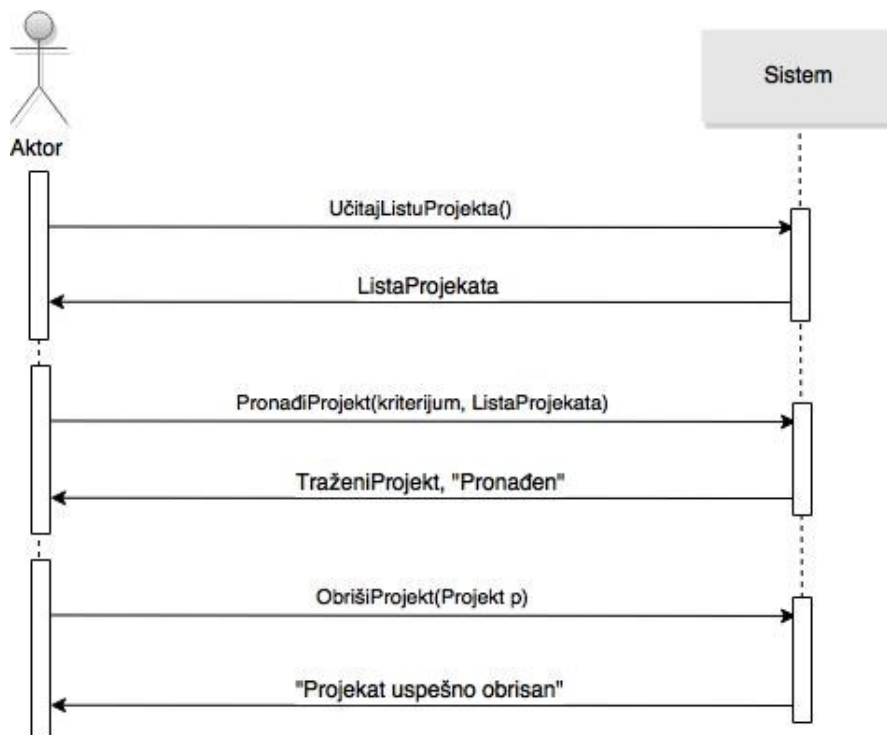 Sistem
Aktor
UčitajListuProjekta()
ListaProjekata
PronađiProjekt(kriterijum, ListaProjekata)
TraženiProjekt, "Pronađen"
ObrišiProjekt(Projekt p)
"Projekat uspešno obrisan"